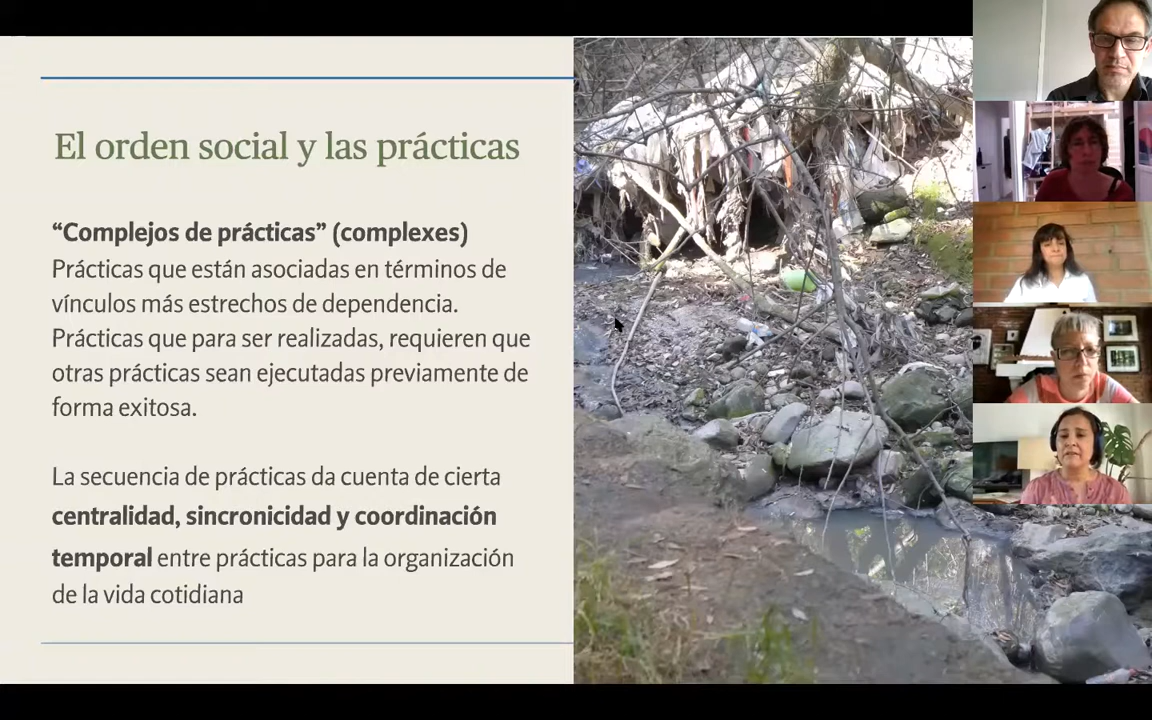 El orden social y las prácticas
“Complejos de prácticas” (complexes)
Prácticas que están asociadas en términos de
vínculos más estrechos de dependencia.
Prácticas que para ser realizadas, requieren que
otras prácticas sean ejecutadas previamente de
forma exitosa.
La secuencia de prácticas da cuenta de cierta
centralidad, sincronicidad y coordinación
temporal entre prácticas para la organización
de la vida cotidiana